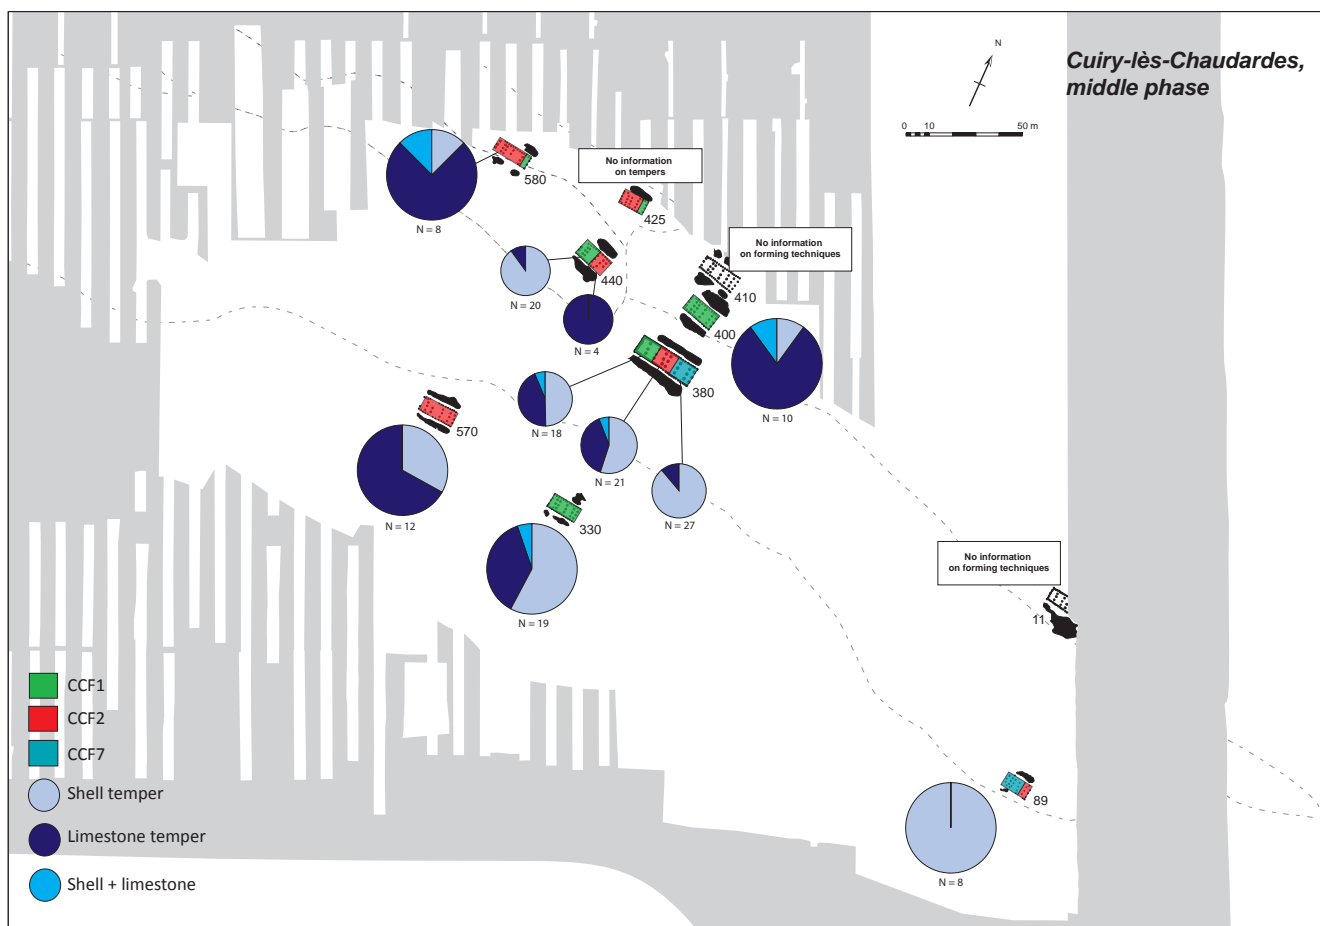 Cuiry-lès-Chaudardes,
middle phase
N
0 10 50 m
No information
on tempers
No information
on forming techniques
580
425
440
410
400
380
570
330
N = 8
N = 20
N = 4
N = 10
N = 18
N = 21
N = 27
N = 12
N = 19
No information
on forming techniques
11
89
N = 8
CCF1
CCF2
CCF7
Shell temper
Limestone temper
Shell + limestone